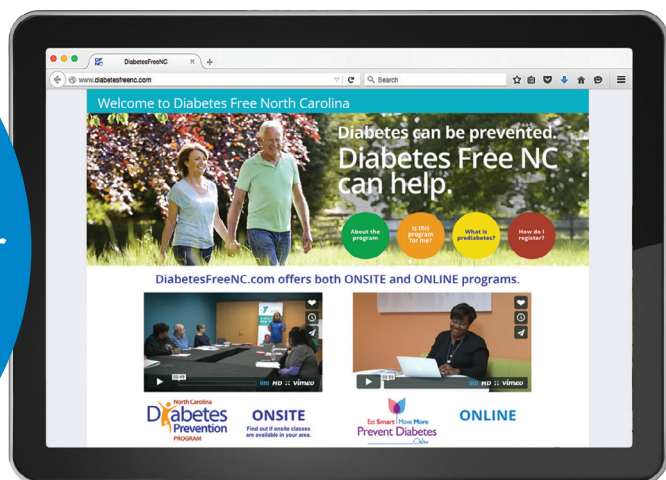 DiabetesFreeNC
www.diabetesfreenc.com
Search
Welcome to Diabetes Free North Carolina
Diabetes can be prevented.
Diabetes Free NC
can help.
About the
program
Is this
program
for me?
What is
prediabetes?
How do I
register?
DiabetesFreeNC.com offers both ONSITE and ONLINE programs.
HD vimeo
HD vimeo
North Carolina
Diabetes
Prevention
PROGRAM
ONSITE
Find out if onsite classes
are available in your area.
Eat Smart Move More
Prevent Diabetes
Online
ONLINE